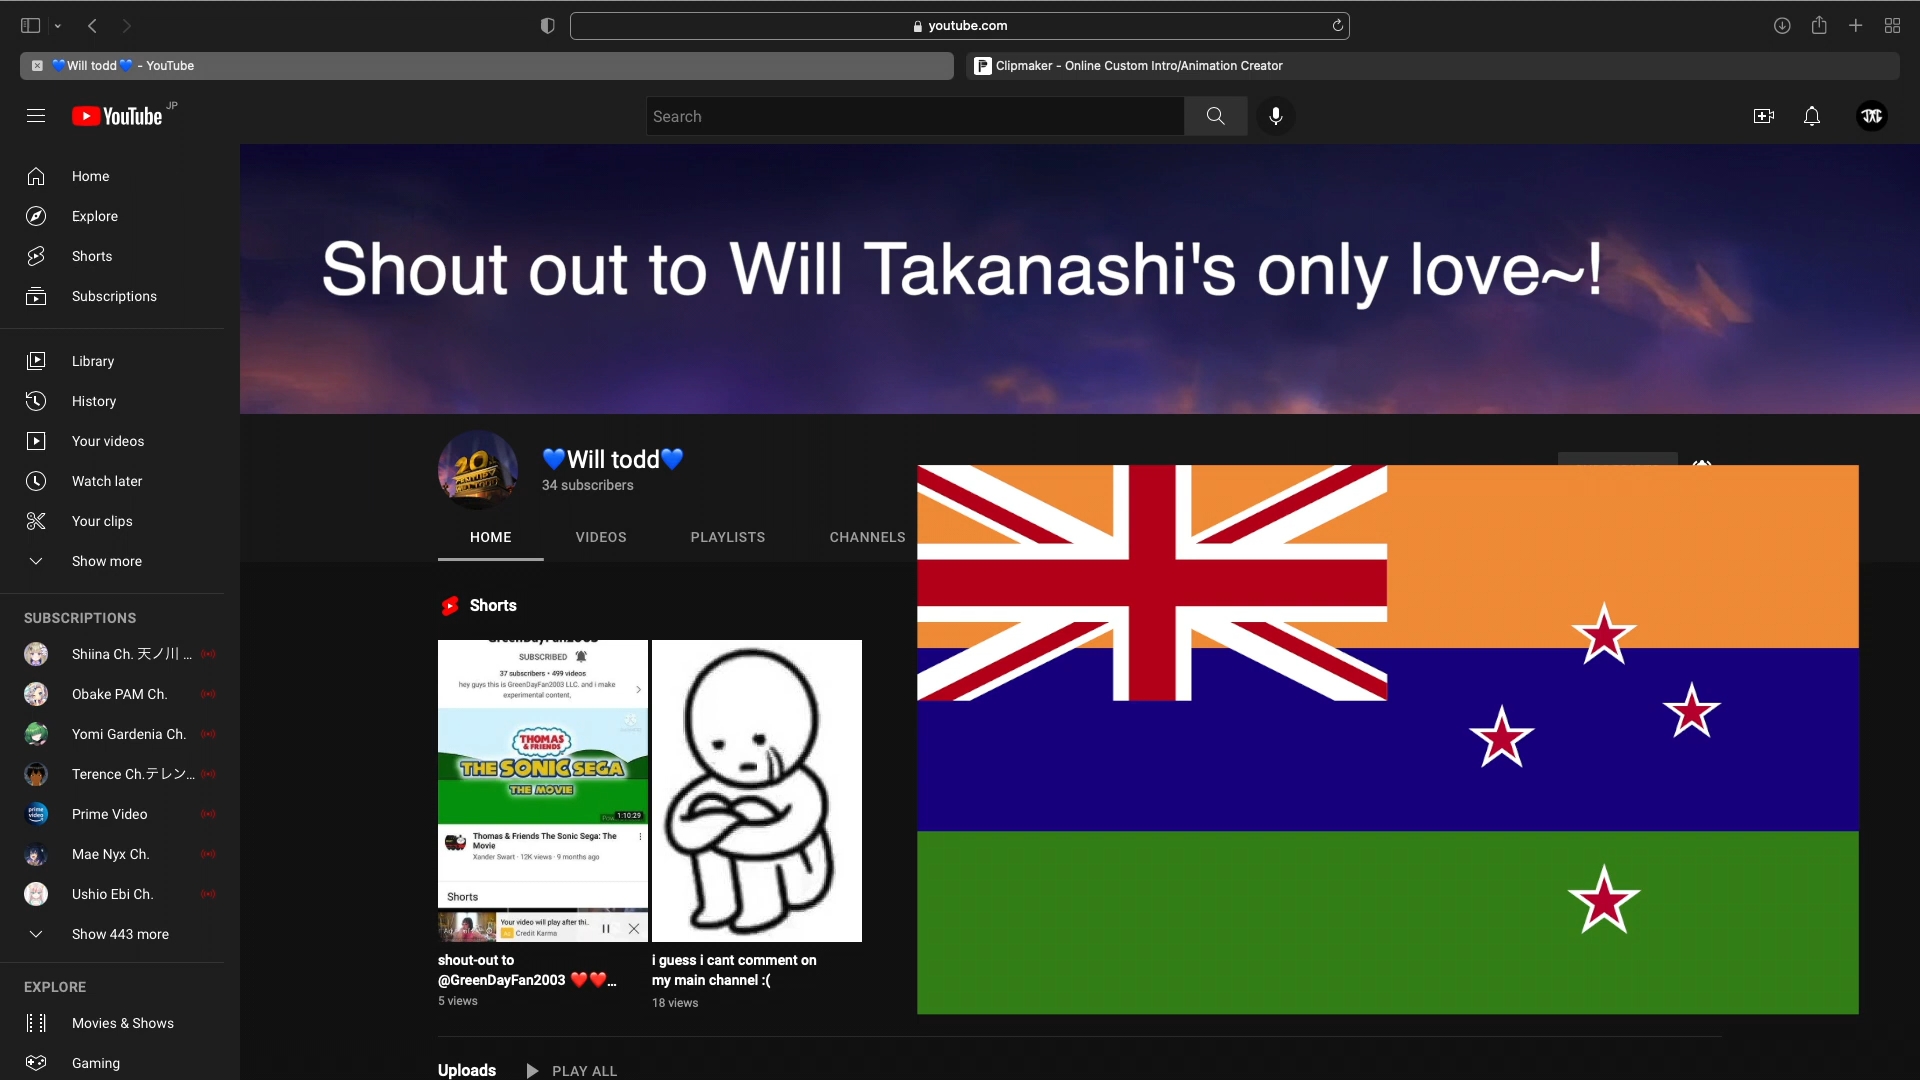 youtube.com
💙Will todd💙 - YouTube
Clipmaker - Online Custom Intro/Animation Creator
YouTube JP
Search
Home
Explore
Shorts
Subscriptions
Library
History
Your videos
Watch later
Your clips
Show more
SUBSCRIPTIONS
Shiina Ch. 天ノ川 ...
Obake PAM Ch.
Yomi Gardenia Ch.
Terence Ch.テレン...
Prime Video
Mae Nyx Ch.
Ushio Ebi Ch.
Show 443 more
EXPLORE
Movies & Shows
Gaming
Shout out to Will Takanashi's only love~!
💙Will todd💙
34 subscribers
HOME
VIDEOS
PLAYLISTS
CHANNELS
Shorts
SUBSCRIBED
37 subscribers • 499 videos
hey guys this is GreenDayFan2003 LLC. and i make
experimental content,
THOMAS
& FRIENDS
THE SONIC SEGA
THE MOVIE
1:10:29
Thomas & Friends The Sonic Sega: The
Movie
Xander Swart · 12K views · 9 months ago
Shorts
Your video will play after thi..
Ad Credit Karma
shout-out to
@GreenDayFan2003 ❤️❤️...
5 views
i guess i cant comment on
my main channel :(
18 views
Uploads
PLAY ALL